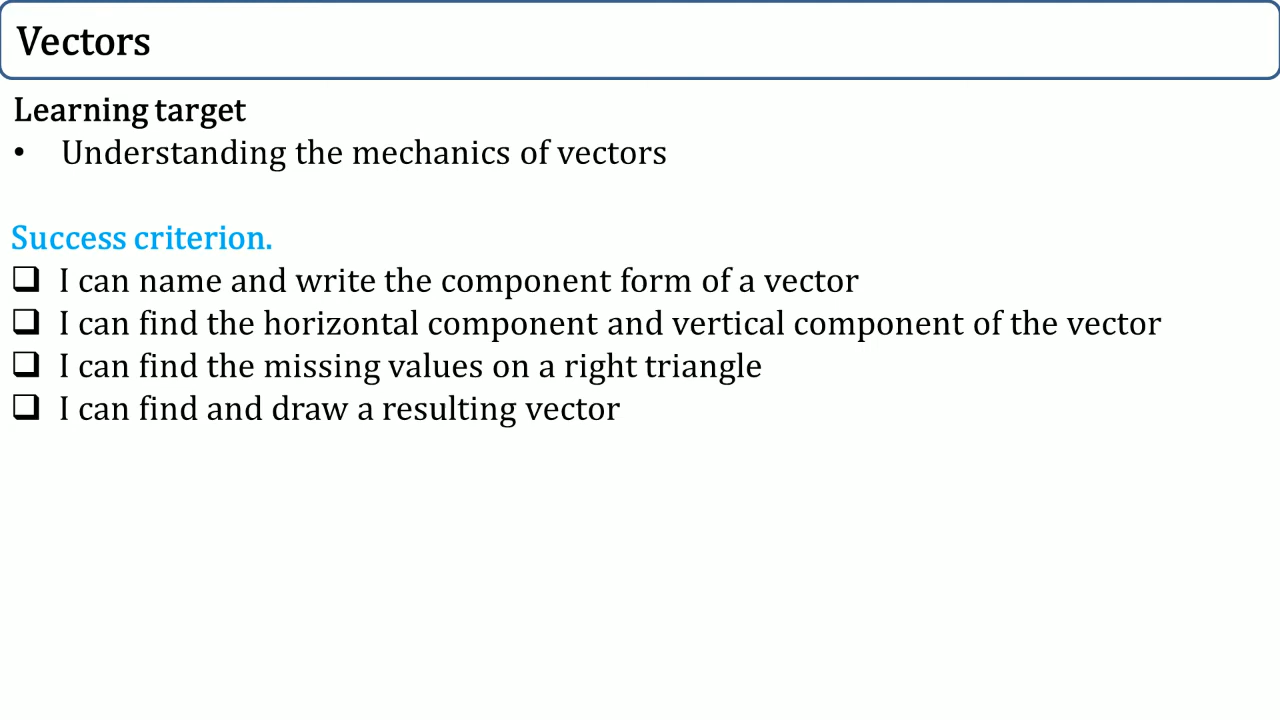 Vectors
Learning target
• Understanding the mechanics of vectors
Success criterion.
❑ I can name and write the component form of a vector
❑ I can find the horizontal component and vertical component of the vector
❑ I can find the missing values on a right triangle
❑ I can find and draw a resulting vector